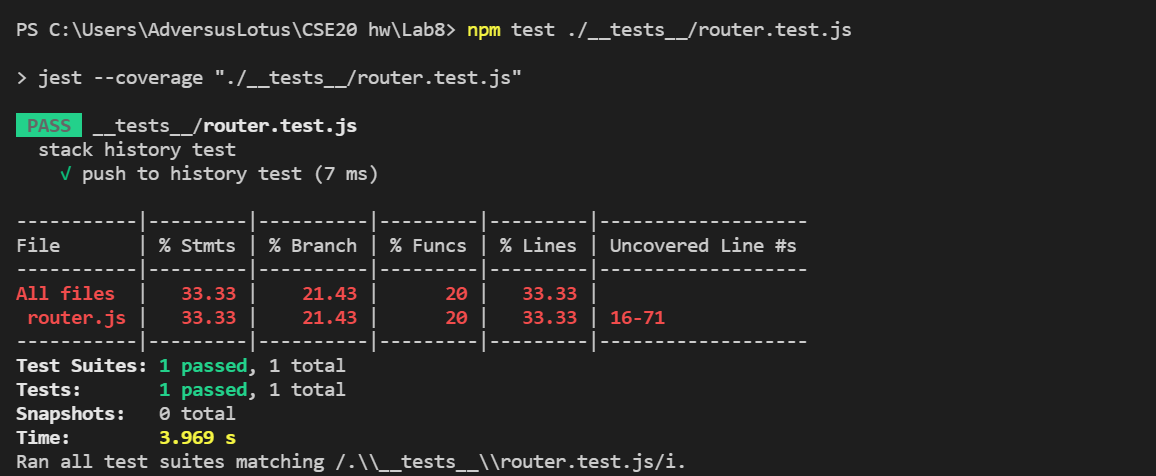 PS C:\Users\AdversusLotus\CSE20 hw\Lab8> npm test ./__tests__/router.test.js
> jest --coverage "./__tests__/router.test.js"
PASS __tests__/router.test.js
  stack history test
    √ push to history test (7 ms)
-----------|---------|----------|---------|---------|-------------------
File       | % Stmts | % Branch | % Funcs | % Lines | Uncovered Line #s
-----------|---------|----------|---------|---------|-------------------
All files  |   33.33 |    21.43 |      20 |   33.33 |
 router.js |   33.33 |    21.43 |      20 |   33.33 | 16-71
-----------|---------|----------|---------|---------|-------------------
Test Suites: 1 passed, 1 total
Tests:       1 passed, 1 total
Snapshots:   0 total
Time:        3.969 s
Ran all test suites matching /.\\__tests__\\router.test.js/i.